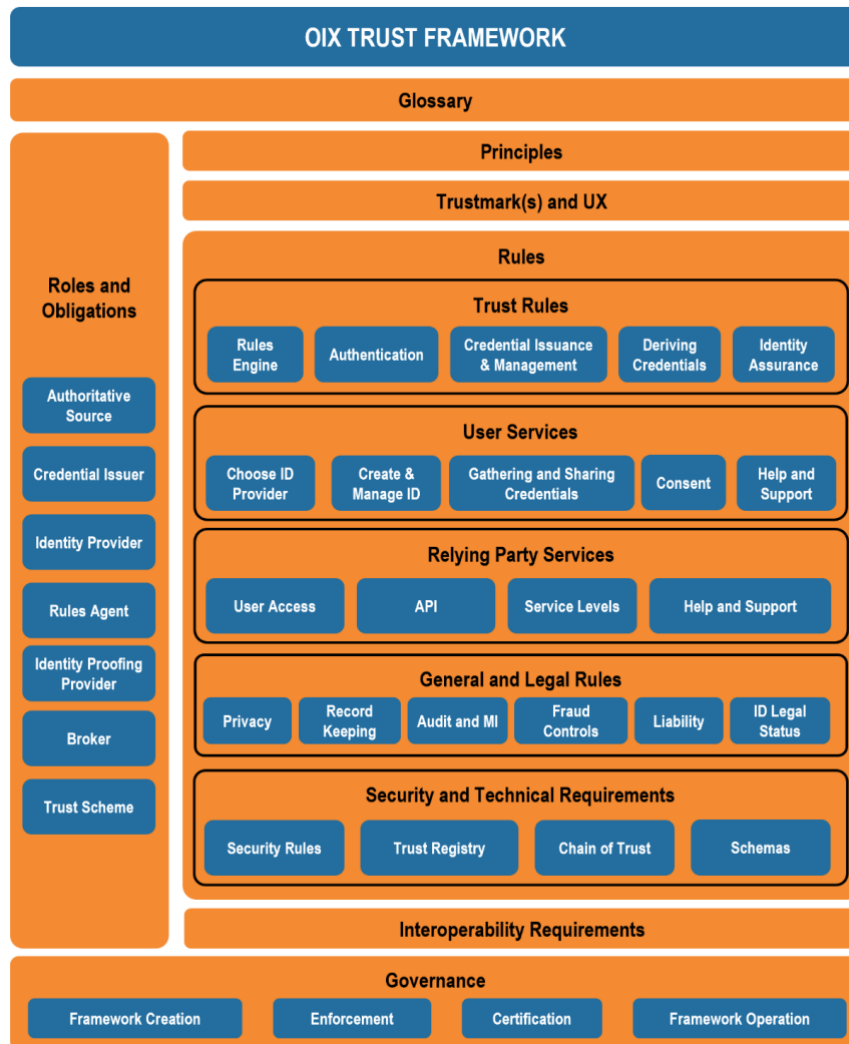 OIX TRUST FRAMEWORK
Glossary
Roles and
Obligations
Authoritative
Source
Credential Issuer
Identity Provider
Rules Agent
Identity Proofing
Provider
Broker
Trust Scheme
Principles
Trustmark(s) and UX
Rules
Trust Rules
Rules
Engine
Authentication
Credential Issuance
& Management
Deriving
Credentials
Identity
Assurance
User Services
Choose ID
Provider
Create &
Manage ID
Gathering and Sharing
Credentials
Consent
Help and
Support
Relying Party Services
User Access
API
Service Levels
Help and Support
General and Legal Rules
Privacy
Record
Keeping
Audit and MI
Fraud
Controls
Liability
ID Legal
Status
Security and Technical Requirements
Security Rules
Trust Registry
Chain of Trust
Schemas
Interoperability Requirements
Governance
Framework Creation
Enforcement
Certification
Framework Operation